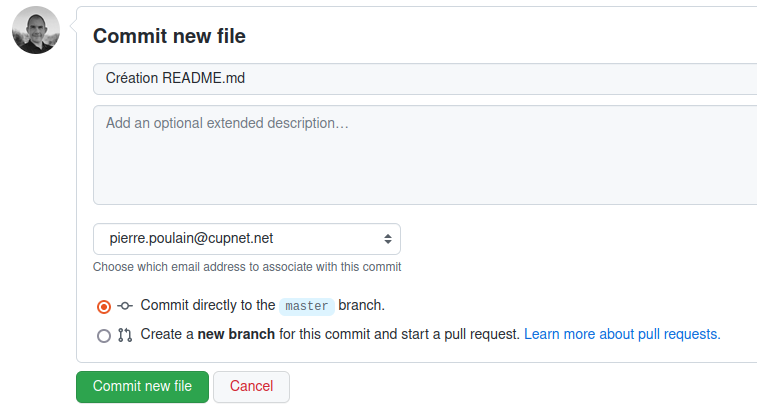 Commit new file
Création README.md
Add an optional extended description…
pierre.poulain@cupnet.net
Choose which email address to associate with this commit
Commit directly to the master branch.
Create a new branch for this commit and start a pull request. Learn more about pull requests.
Commit new file Cancel